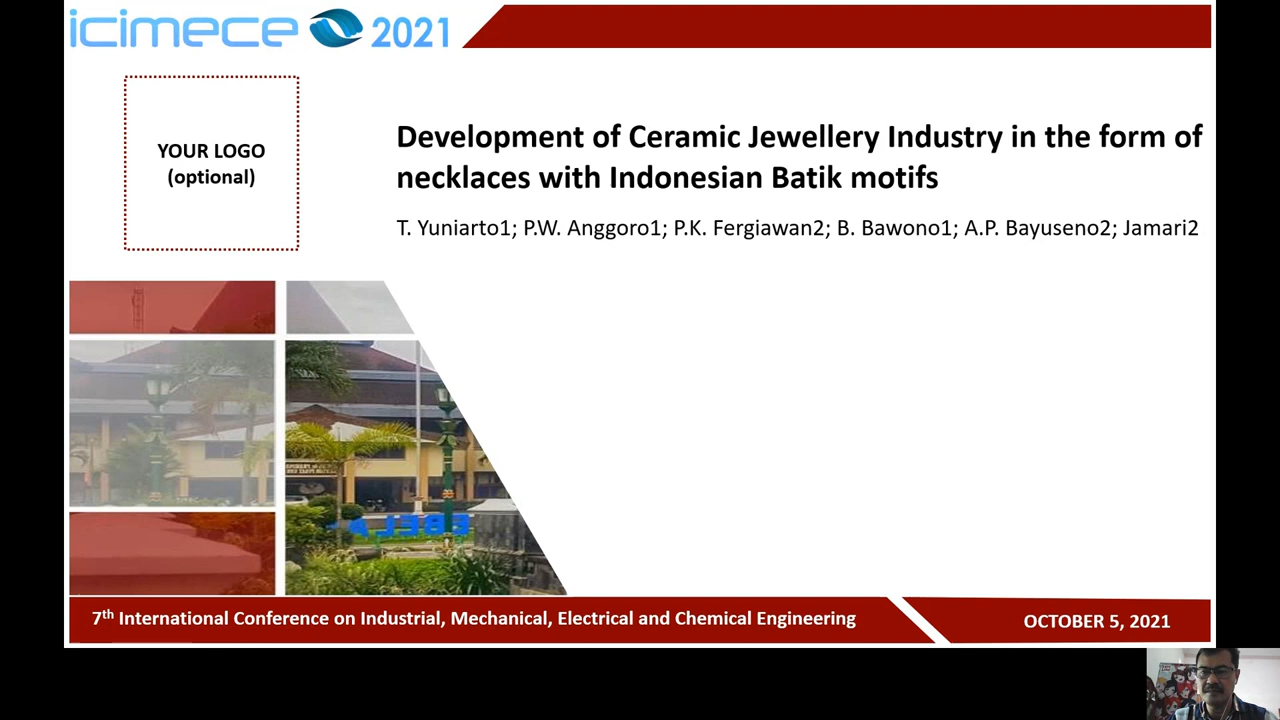 icimece 2021
YOUR LOGO
(optional)
Development of Ceramic Jewellery Industry in the form of
necklaces with Indonesian Batik motifs
T. Yuniarto1; P.W. Anggoro1; P.K. Fergiawan2; B. Bawono1; A.P. Bayuseno2; Jamari2
7th International Conference on Industrial, Mechanical, Electrical and Chemical Engineering
OCTOBER 5, 2021